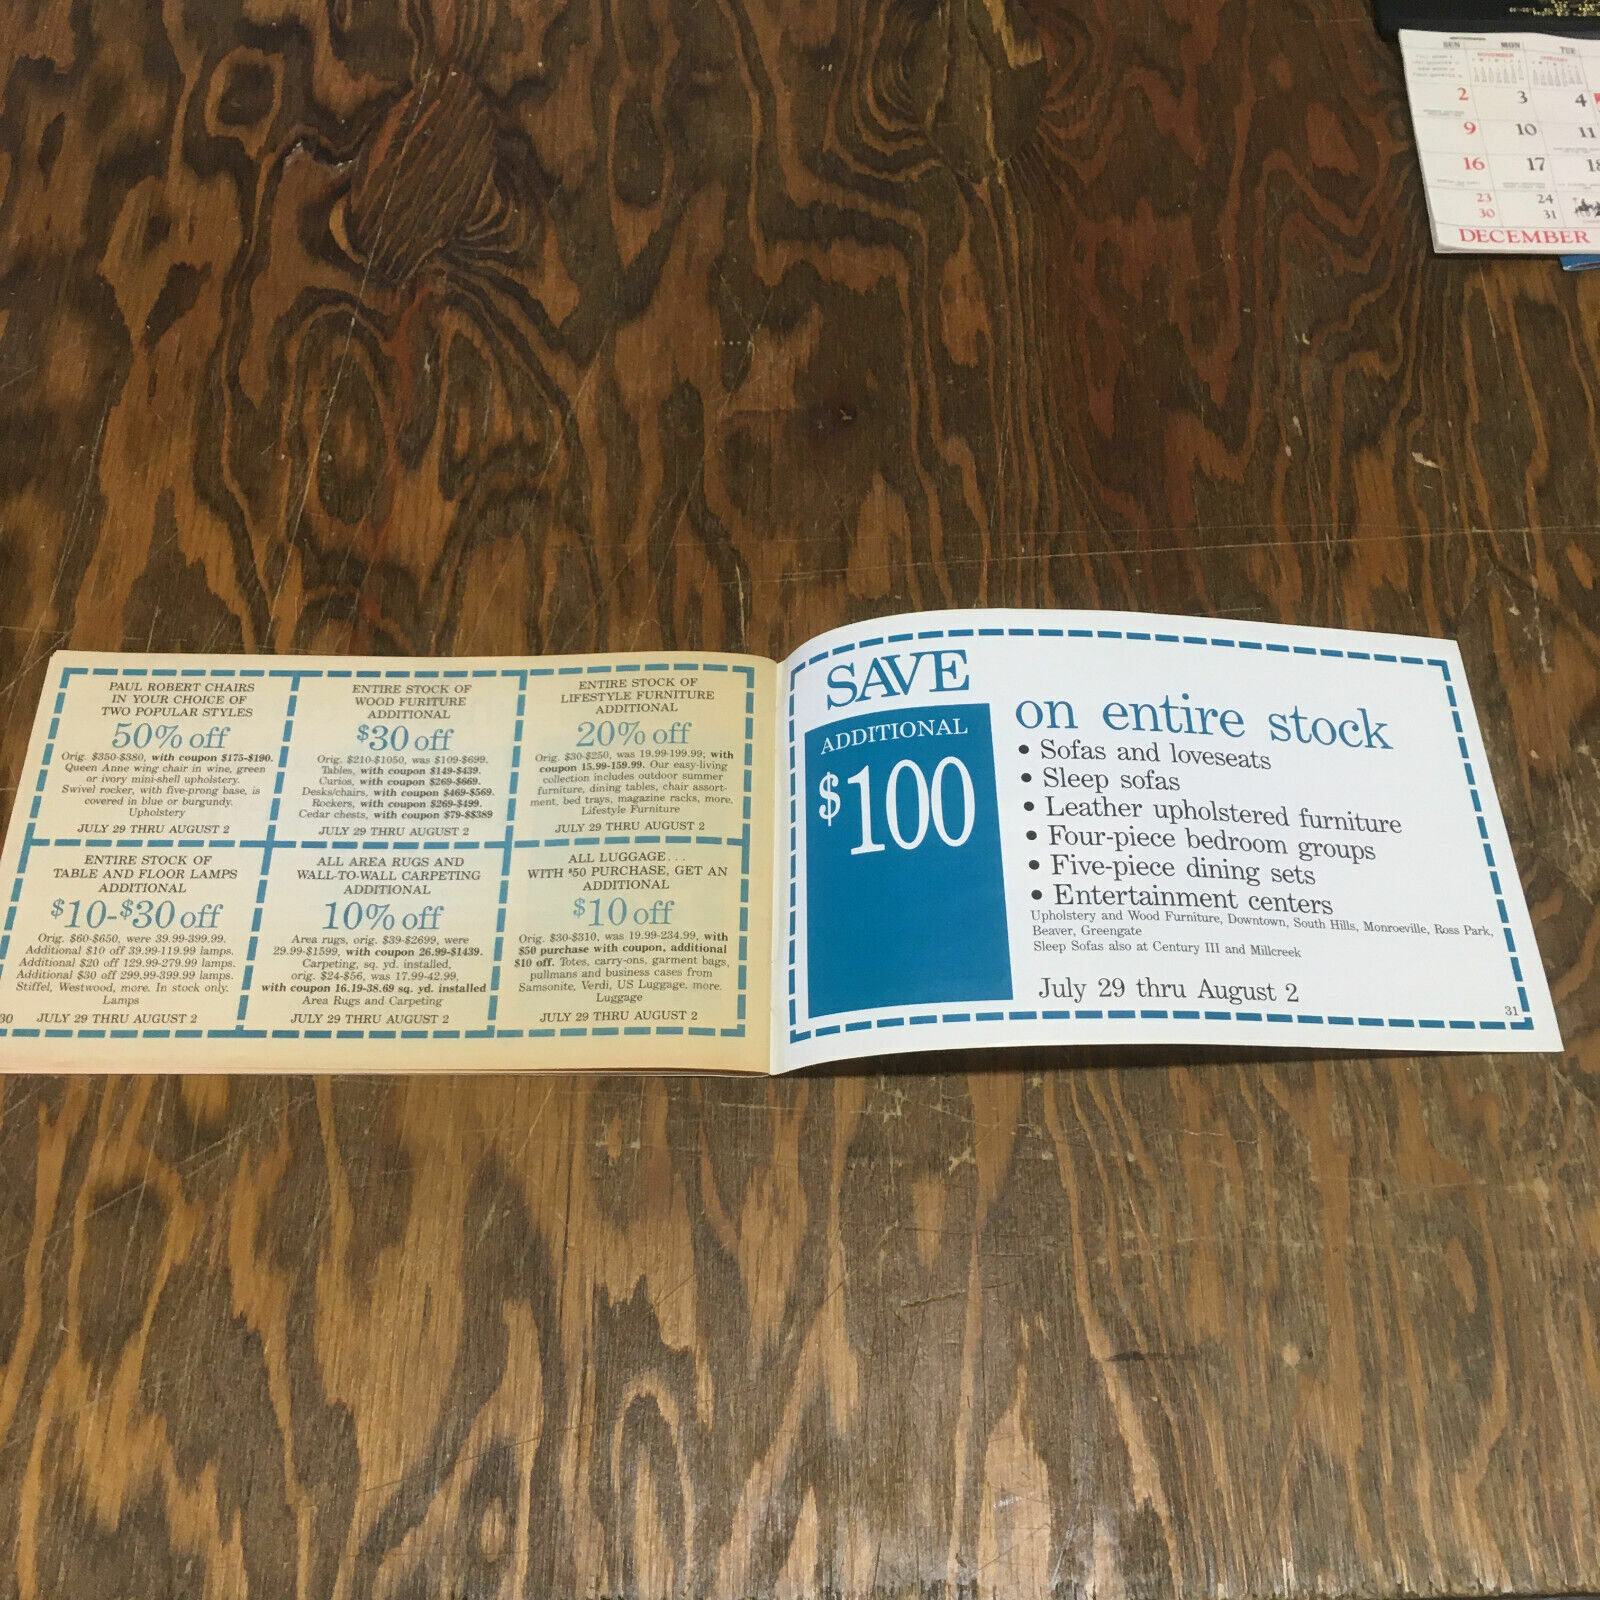 SUN MON TUE
NOVEMBER JANUARY
2 3 4
9 10 11
16 17 18
23 24
30 31
DECEMBER
PAUL ROBERT CHAIRS
IN YOUR CHOICE OF
TWO POPULAR STYLES
50% off
Orig. $350-$380, with coupon $175-$190.
Queen Anne wing chair in wine, green
or ivory mini-shell upholstery.
Swivel rocker, with five-prong base, is
covered in blue or burgundy.
Upholstery
JULY 29 THRU AUGUST 2
ENTIRE STOCK OF
WOOD FURITURE
ADDITIONAL
$30 off
Orig. $210-$1050, was $109-$699.
Tables, with coupon $149-$439.
Curios, with coupon $269-$669.
Desks/chairs, with coupon $469-$569.
Rockers, with coupon $269-$499.
Cedar chests, with coupon $79-$$389
JULY 29 THRU AUGUST 2
ENTIRE STOCK OF
LIFESTYLE FURNITURE
ADDITIONAL
20% off
Orig. $30-$250, was 19.99-199.99; with
coupon 15.99-159.99. Our easy-living
collection includes outdoor summer
furniture, dining tables, chair assort-
ment, bed trays, magazine racks, more.
Lifestyle Furniture
JULY 29 THRU AUGUST 2
ENTIRE STOCK OF
TABLE AND FLOOR LAMPS
ADDITIONAL
$10-$30 off
Orig. $60-$650, were 39.99-399.99.
Additional $10 off 39.99-119.99 lamps.
Additional $20 off 129.99-279.99 lamps.
Additional $30 off 299.99-399.99 lamps.
Stiffel, Westwood, more. In stock only.
Lamps
30 JULY 29 THRU AUGUST 2
ALL AREA RUGS AND
WALL-TO-WALL CARPETING
ADDITIONAL
10% off
Area rugs, orig. $39-$2699, were
29.99-$1599, with coupon 26.99-$1439.
Carpeting, sq. yd. installed,
orig. $24-$56, was 17.99-42.99,
with coupon 16.19-38.69 sq. yd. installed
Area Rugs and Carpeting
JULY 29 THRU AUGUST 2
ALL LUGGAGE...
WITH $50 PURCHASE, GET AN
ADDITIONAL
$10 off
Orig. $30-$310, was 19.99-234.99, with
$50 purchase with coupon, additional
$10 off. Totes, carry-ons, garment bags,
pullmans and business cases from
Samsonite, Verdi, US Luggage, more.
Luggage
JULY 29 THRU AUGUST 2
SAVE
ADDITIONAL
$100
on entire stock
• Sofas and loveseats
• Sleep sofas
• Leather upholstered furniture
• Four-piece bedroom groups
• Five-piece dining sets
• Entertainment centers
Upholstery and Wood Furniture, Downtown, South Hills, Monroeville, Ross Park,
Beaver, Greengate
Sleep Sofas also at Century III and Millcreek
July 29 thru August 2
31